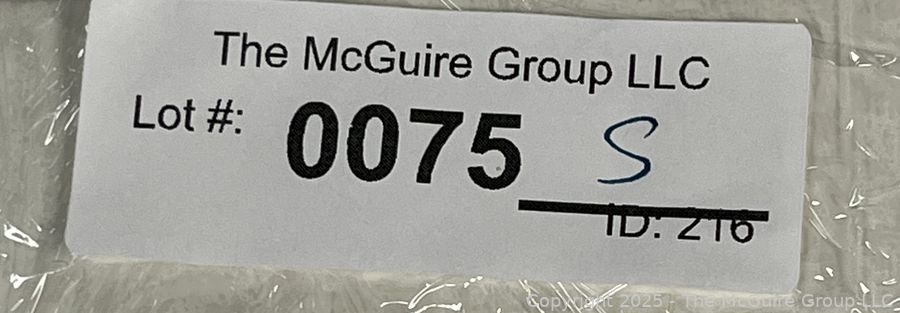 The McGuire Group LLC
Lot #: 0075 S
ID: 216
Copyright 2025 - The McGuire Group LLC